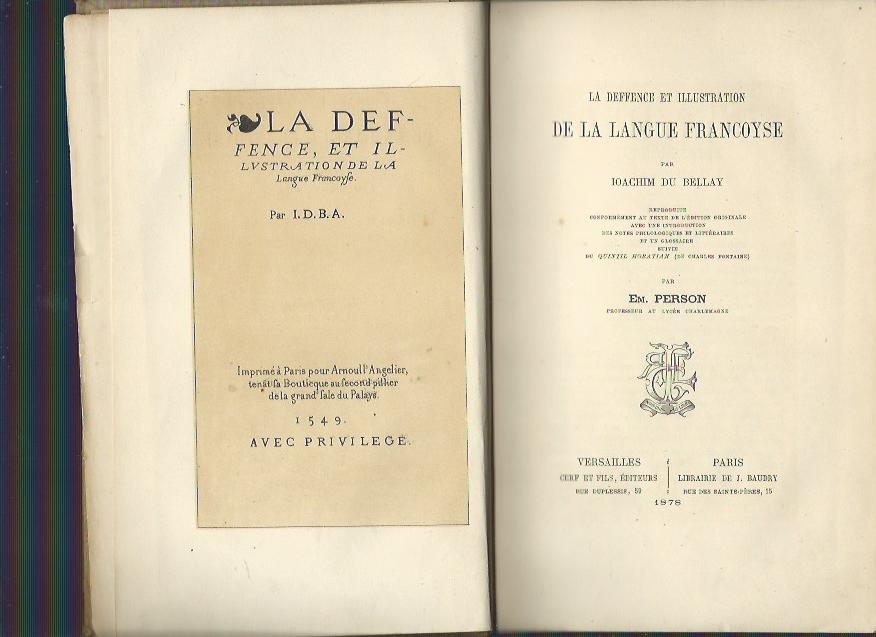 LA DEF-
FENCE, ET IL-
LVSTRATION DE LA
Langue Francoyſe.
Par I. D. B. A.
Imprimé à Paris pour Arnoul l'Angelier,
tenãt ſa Bouticque au ſecond pillier
de la grand' ſale du Palays.
1549.
AVEC PRIVILEGE.
LA DEFFENCE ET ILLUSTRATION
DE LA LANGUE FRANCOYSE
PAR
IOACHIM DU BELLAY
REPRODUITE
CONFORMÉMENT AU TEXTE DE L'ÉDITION ORIGINALE
AVEC UNE INTRODUCTION
DES NOTES PHILOLOGIQUES ET LITTÉRAIRES
ET UN GLOSSAIRE
SUIVIE
DU QUINTIL HORATIAN (DE CHARLES FONTAINE)
PAR
EM. PERSON
PROFESSEUR AU LYCÉE CHARLEMAGNE
VERSAILLES
CERF ET FILS, ÉDITEURS
RUE DUPLESSIS, 59
PARIS
LIBRAIRIE DE J. BAUDRY
RUE DES SAINTS-PÈRES, 15
1878